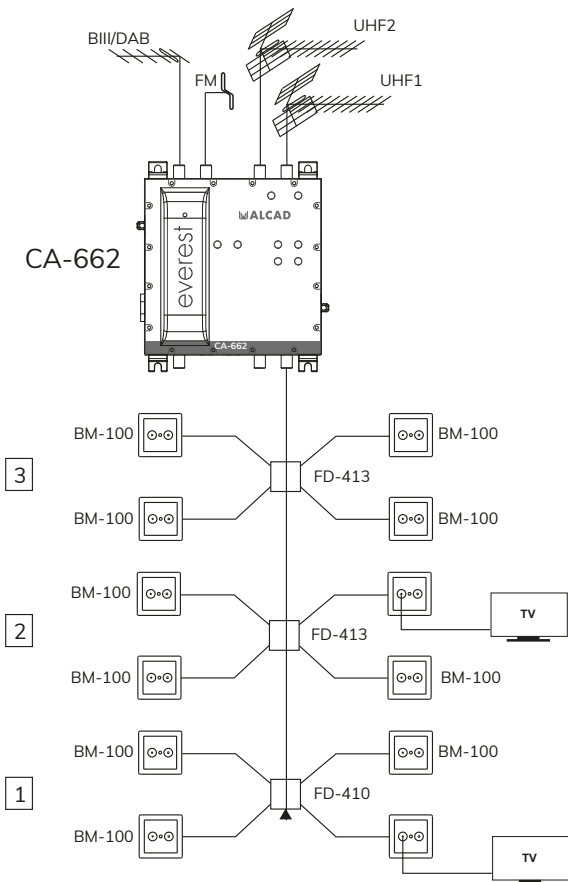 BIII/DAB
FM
UHF2
UHF1
CA-662
everest
ALCAD
CA-662
3
BM-100
BM-100
FD-413
BM-100
BM-100
2
BM-100
TV
FD-413
BM-100
BM-100
1
BM-100
BM-100
FD-410
BM-100
TV